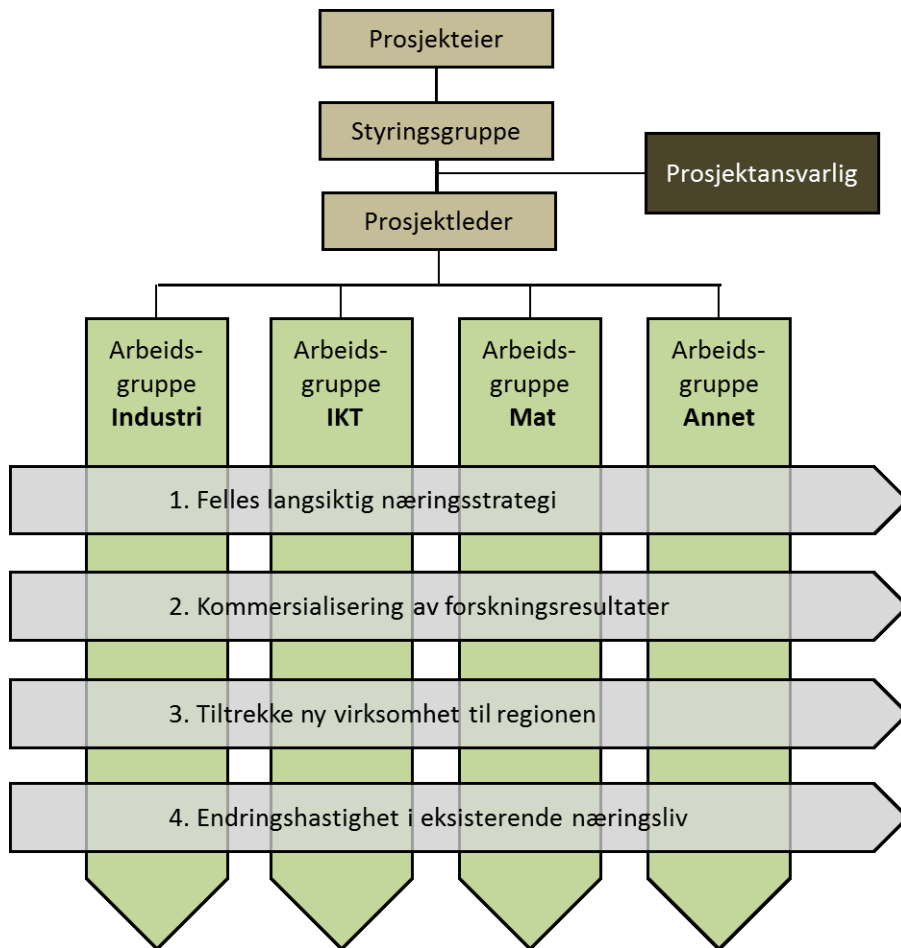 Prosjekteier
Styringsgruppe
Prosjektansvarlig
Prosjektleder
Arbeids-
gruppe
Industri
Arbeids-
gruppe
IKT
Arbeids-
gruppe
Mat
Arbeids-
gruppe
Annet
1. Felles langsiktig næringsstrategi
2. Kommersialisering av forskningsresultater
3. Tiltrekke ny virksomhet til regionen
4. Endringshastighet i eksisterende næringsliv